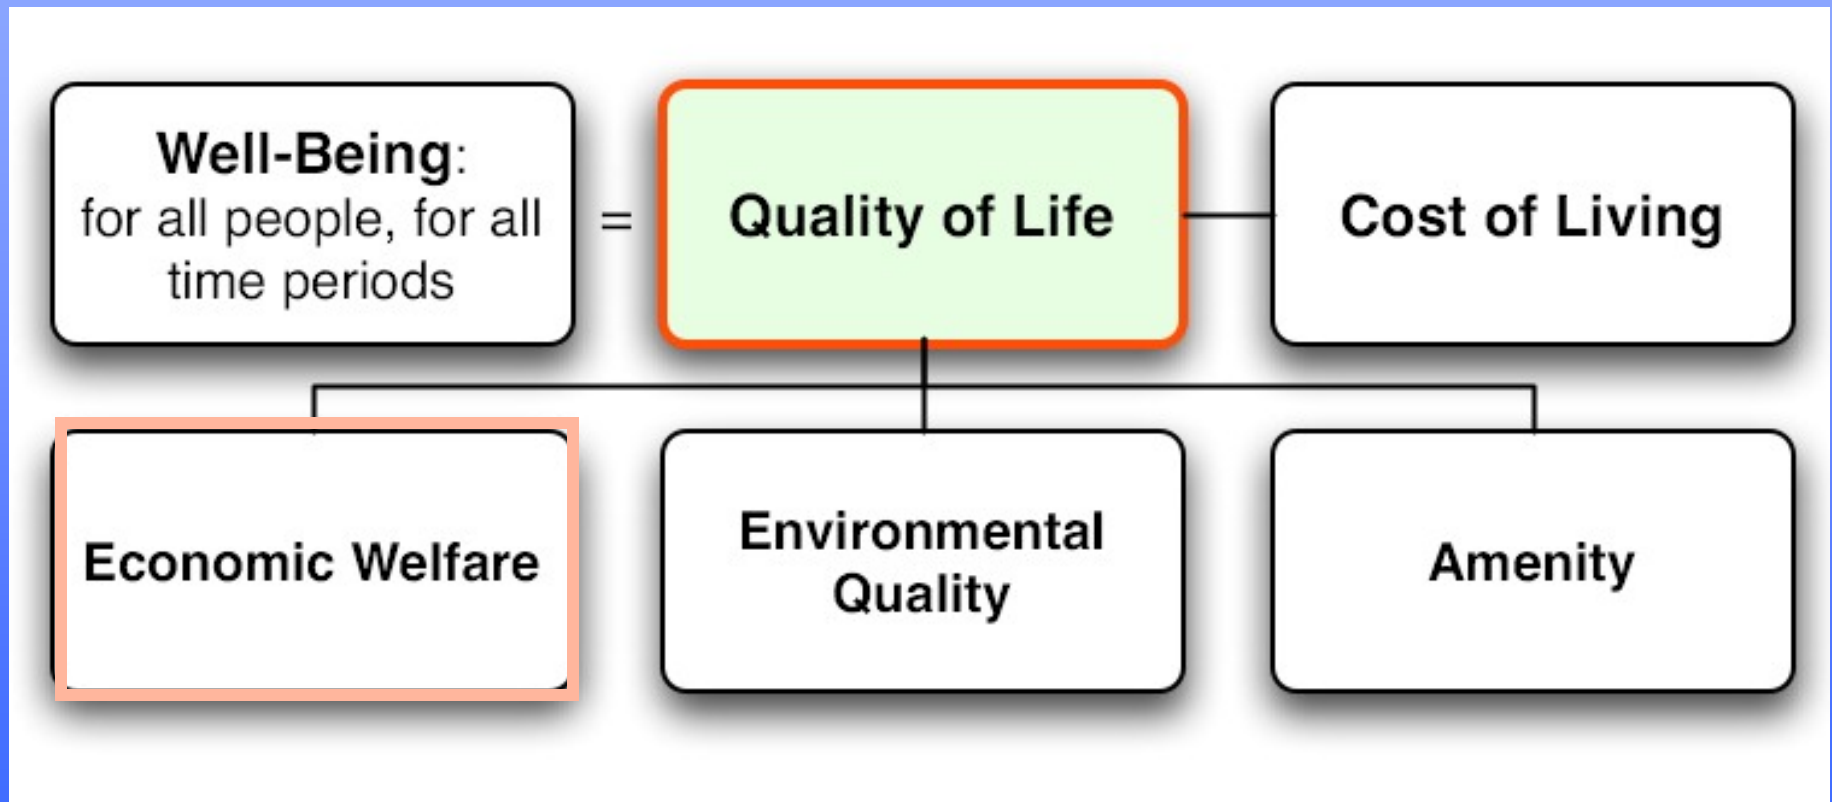 Well-Being:
for all people, for all
time periods
=
Quality of Life
Cost of Living
Economic Welfare
Environmental
Quality
Amenity